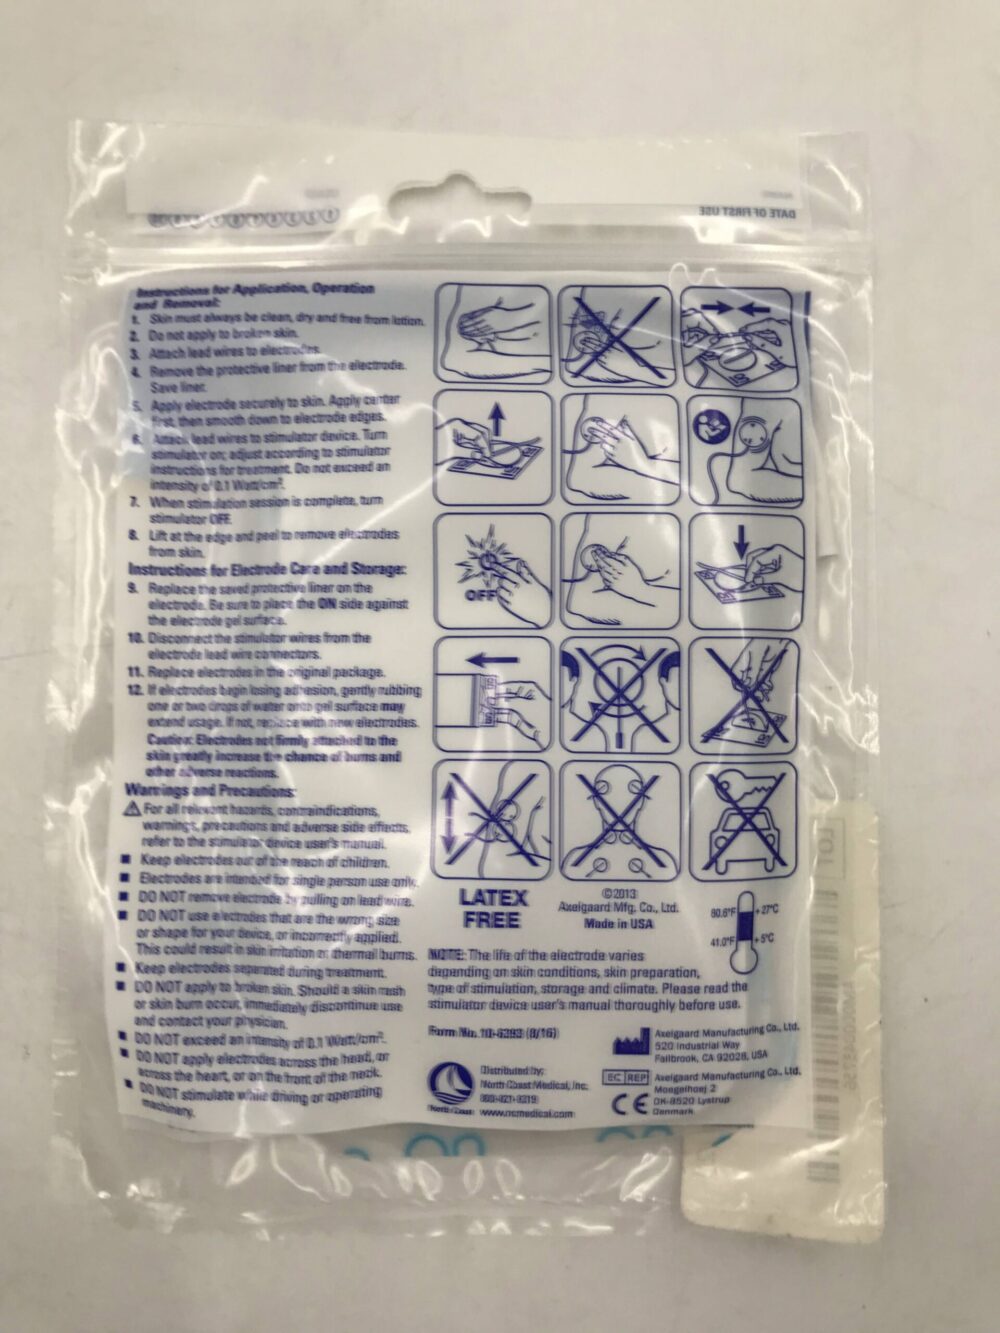 DATE OF FIRST USE
Instructions for Application, Operation
and Removal:
1. Skin must always be clean, dry and free from lotion.
2. Do not apply to broken skin.
3. Attach lead wires to electrodes.
4. Remove the protective liner from the electrode.
Save liner.
5. Apply electrode securely to skin. Apply center
first, then smooth down to electrode edges.
6. Attach lead wires to stimulator device. Turn
stimulator on; adjust according to stimulator
instructions for treatment. Do not exceed an
intensity of 0.1 Watt/cm².
7. When stimulation session is complete, turn
stimulator OFF.
8. Lift at the edge and peel to remove electrodes
from skin.
Instructions for Electrode Care and Storage:
9. Replace the saved protective liner on the
electrode. Be sure to place the ON side against
the electrode gel surface.
10. Disconnect the stimulator wires from the
electrode lead wire connectors.
11. Replace electrodes in the original package.
12. If electrodes begin losing adhesion, gently rubbing
one or two drops of water onto gel surface may
extend usage. If not, replace with new electrodes.
Caution: Electrodes not firmly attached to the
skin greatly increase the chance of burns and
other adverse reactions.
Warnings and Precautions:
For all relevant hazards, contraindications,
warnings, precautions and adverse side effects,
refer to the stimulator device user's manual.
■ Keep electrodes out of the reach of children.
■ Electrodes are intended for single person use only.
■ DO NOT remove electrode by pulling on lead wire.
■ DO NOT use electrodes that are the wrong size
or shape for your device, or incorrectly applied.
This could result in skin irritation or thermal burns.
■ Keep electrodes separated during treatment.
■ DO NOT apply to broken skin. Should a skin rash
or skin burn occur, immediately discontinue use
and contact your physician.
■ DO NOT exceed an intensity of 0.1 Watt/cm².
■ DO NOT apply electrodes across the head, or
across the heart, or on the front of the neck.
■ DO NOT stimulate while driving or operating
machinery.
OFF
LATEX
FREE
©2013
Axelgaard Mfg. Co., Ltd.
Made in USA
80.6°F +27°C
41.0°F +5°C
NOTE: The life of the electrode varies
depending on skin conditions, skin preparation,
type of stimulation, storage and climate. Please read the
stimulator device user's manual thoroughly before use.
Form No. 10-6393 (8/16)
Distributed by:
North Coast Medical, Inc.
800-821-9319
www.ncmedical.com
North Coast
Axelgaard Manufacturing Co., Ltd.
520 Industrial Way
Fallbrook, CA 92028, USA
EC REP
Axelgaard Manufacturing Co., Ltd.
Moegelhoej 2
DK-8520 Lystrup
Denmark
CE
LOT